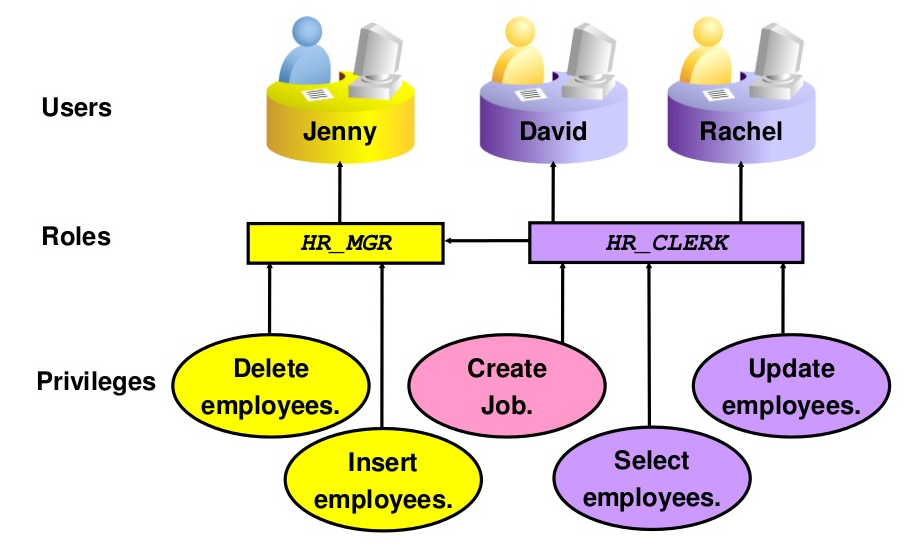 Users
Jenny
David
Rachel
Roles
HR_MGR
HR_CLERK
Privileges
Delete
employees.
Create
Job.
Update
employees.
Insert
employees.
Select
employees.